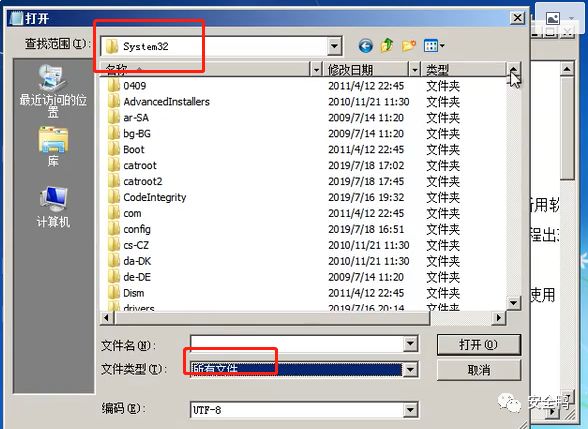 打开
查找范围(I):
System32
最近访问的位置
库
计算机
名称 修改日期 类型
0409 2011/4/12 22:45 文件夹
AdvancedInstallers 2010/11/21 11:30 文件夹
ar-SA 2009/7/14 11:20 文件夹
bg-BG 2009/7/14 11:20 文件夹
Boot 2011/4/12 22:45 文件夹
catroot 2019/7/18 17:02 文件夹
catroot2 2019/7/18 17:45 文件夹
CodeIntegrity 2019/7/16 19:32 文件夹
com 2011/4/12 22:45 文件夹
config 2019/7/18 16:51 文件夹
cs-CZ 2010/11/21 11:30 文件夹
da-DK 2010/11/21 11:30 文件夹
de-DE 2009/7/14 11:20 文件夹
Dism 2011/4/12 22:45 文件夹
drivers 2019/7/16 20:14 文件夹
文件名(N):
打开(O)
文件类型(T):
所有文件
取消
编码(E):
UTF-8
所用软
程出
使用
安全鸭